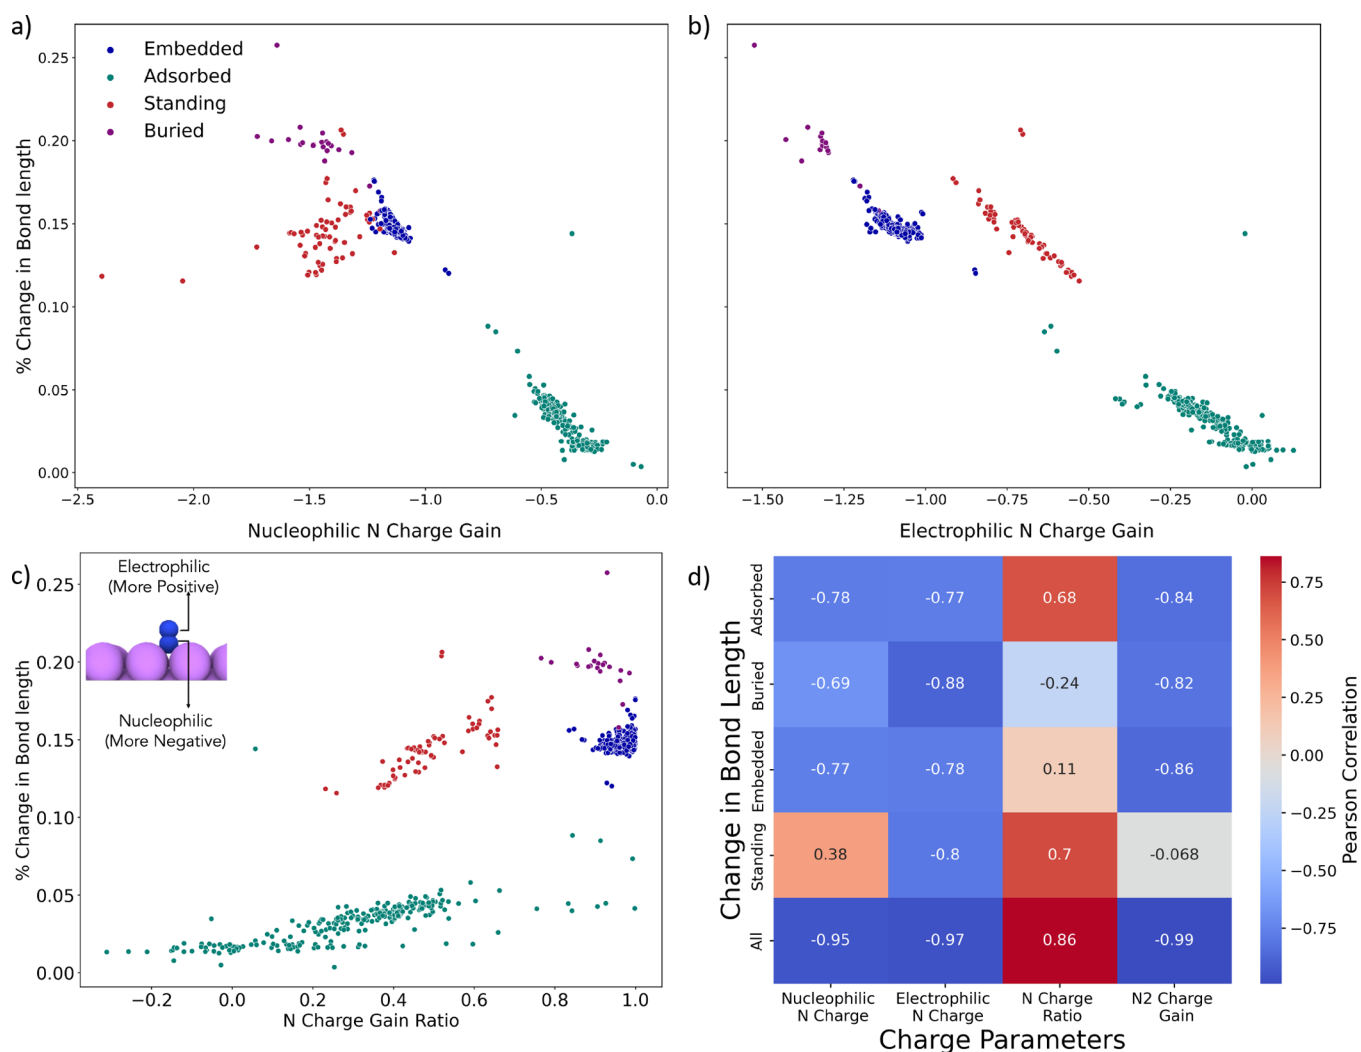 a)
Embedded
Adsorbed
Standing
Buried
% Change in Bond length
0.25
0.20
0.15
0.10
0.05
0.00
−2.5 −2.0 −1.5 −1.0 −0.5 0.0
Nucleophilic N Charge Gain
b)
−1.50 −1.25 −1.00 −0.75 −0.50 −0.25 0.00
Electrophilic N Charge Gain
c)
Electrophilic
(More Positive)
Nucleophilic
(More Negative)
% Change in Bond length
0.25
0.20
0.15
0.10
0.05
0.00
−0.2 0.0 0.2 0.4 0.6 0.8 1.0
N Charge Gain Ratio
d)
Change in Bond Length
Adsorbed
-0.78 -0.77 0.68 -0.84
Buried
-0.69 -0.88 -0.24 -0.82
Embedded
-0.77 -0.78 0.11 -0.86
Standing
0.38 -0.8 0.7 -0.068
All
-0.95 -0.97 0.86 -0.99
Nucleophilic Electrophilic N Charge N2 Charge
N Charge N Charge Ratio Gain
Charge Parameters
0.75
0.50
0.25
0.00
−0.25
−0.50
−0.75
Pearson Correlation